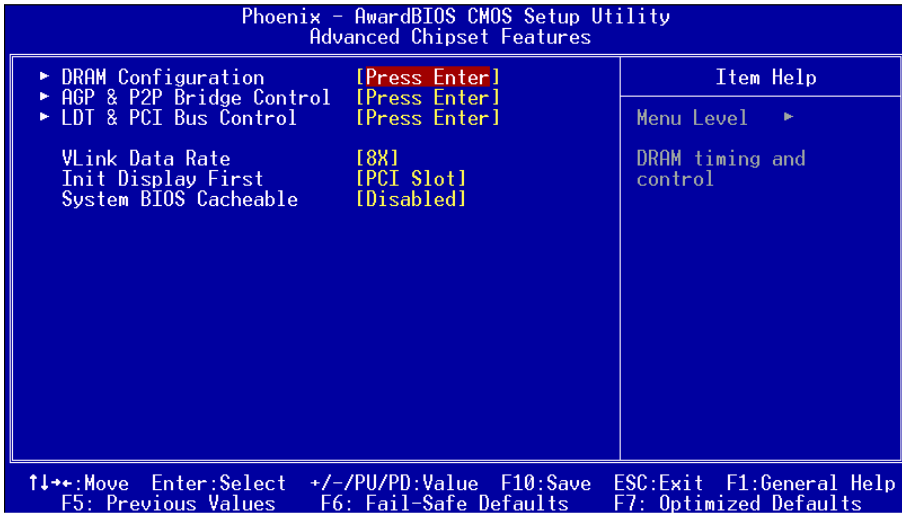 Phoenix - AwardBIOS CMOS Setup Utility
Advanced Chipset Features
► DRAM Configuration [Press Enter]
► AGP & P2P Bridge Control [Press Enter]
► LDT & PCI Bus Control [Press Enter]
VLink Data Rate [8X]
Init Display First [PCI Slot]
System BIOS Cacheable [Disabled]
Item Help
Menu Level ►
DRAM timing and
control
↑↓→←:Move Enter:Select +/-/PU/PD:Value F10:Save ESC:Exit F1:General Help
F5: Previous Values F6: Fail-Safe Defaults F7: Optimized Defaults